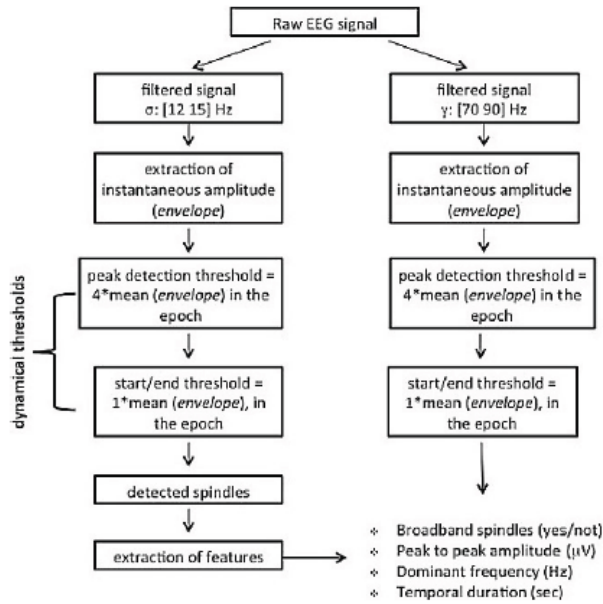 Raw EEG signal
filtered signal
σ: [12 15] Hz
filtered signal
γ: [70 90] Hz
extraction of
instantaneous amplitude
(envelope)
extraction of
instantaneous amplitude
(envelope)
dynamical thresholds
peak detection threshold =
4*mean (envelope) in the
epoch
peak detection threshold =
4*mean (envelope) in the
epoch
start/end threshold =
1*mean (envelope), in
the epoch
start/end threshold =
1*mean (envelope), in
the epoch
detected spindles
extraction of features
❖ Broadband spindles (yes/not)
❖ Peak to peak amplitude (μV)
❖ Dominant frequency (Hz)
❖ Temporal duration (sec)